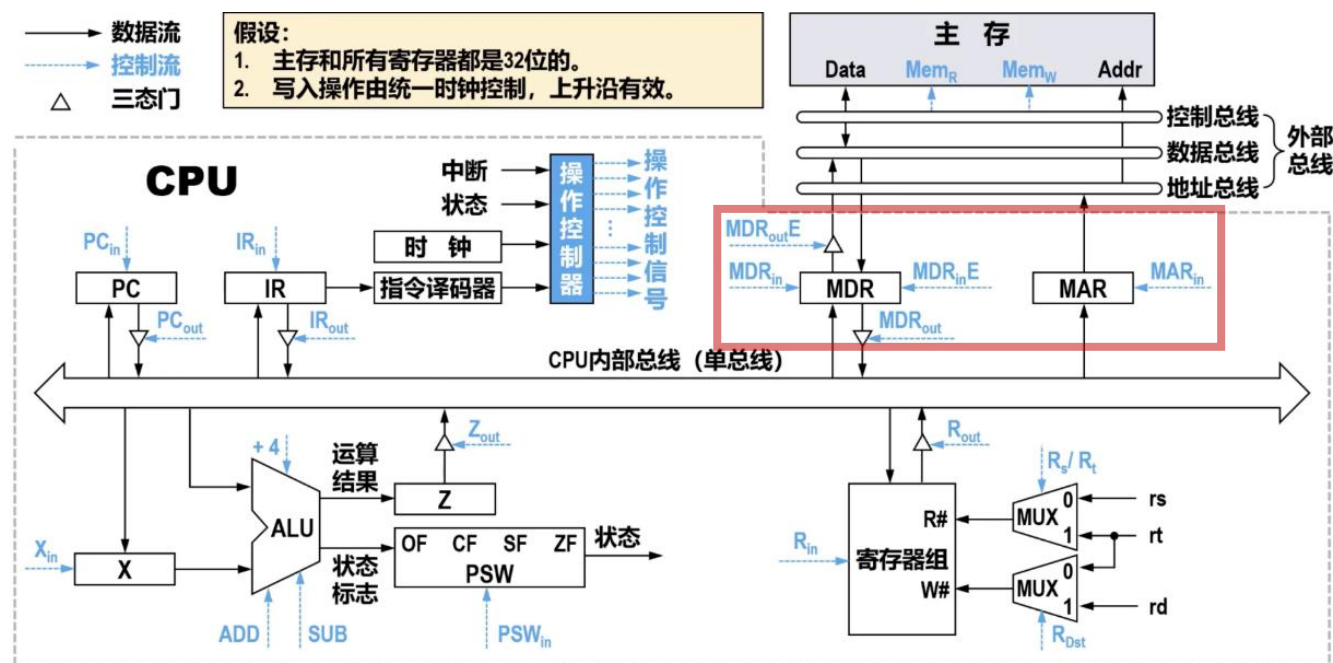 数据流
控制流
三态门
假设:
1. 主存和所有寄存器都是32位的。
2. 写入操作由统一时钟控制，上升沿有效。
主 存
Data MemR MemW Addr
控制总线
数据总线
地址总线
外部
总线
CPU
中断
状态
时 钟
指令译码器
操作控制器
操作控制信号
⋮
PCin
PC
PCout
IRin
IR
IRout
MDRoutE
MDRin
MDR
MDRinE
MDRout
MAR
MARin
CPU内部总线（单总线）
+ 4
运算
结果
Zout
Z
ALU
Xin
X
状态
标志
OF CF SF ZF
PSW
状态
ADD
SUB
PSWin
Rout
Rs/ Rt
R#
MUX
0
1
rs
rt
Rin
寄存器组
W#
MUX
0
1
rd
RDst